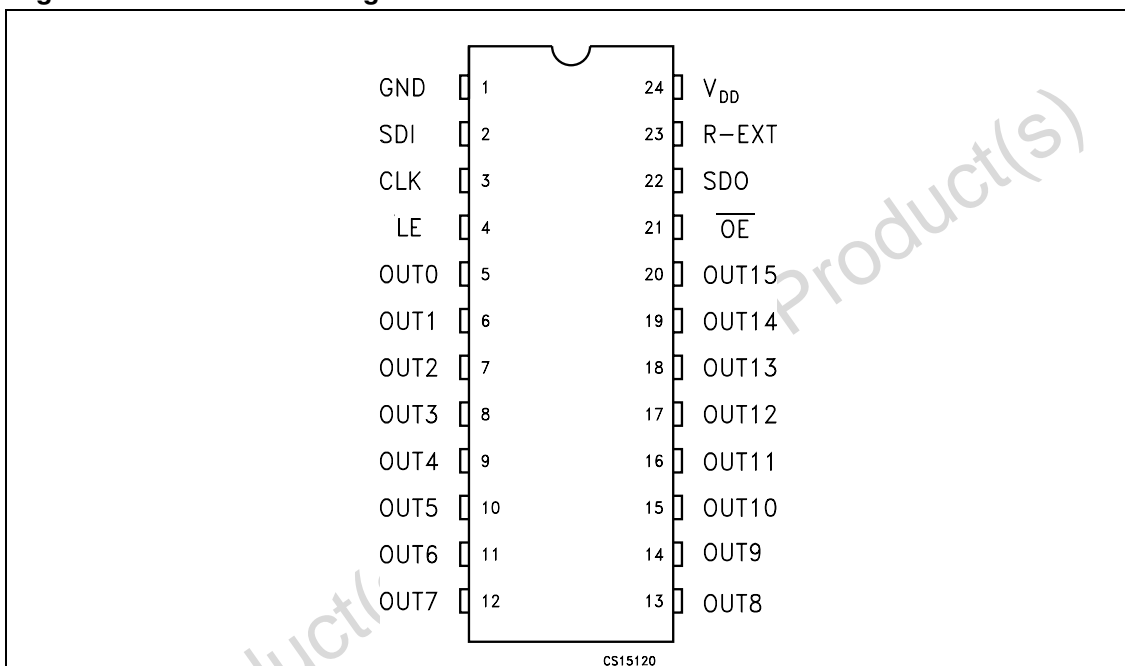 GND 1 24 V_DD
SDI 2 23 R-EXT
CLK 3 22 SDO
LE 4 21 O̅E̅
OUT0 5 20 OUT15
OUT1 6 19 OUT14
OUT2 7 18 OUT13
OUT3 8 17 OUT12
OUT4 9 16 OUT11
OUT5 10 15 OUT10
OUT6 11 14 OUT9
OUT7 12 13 OUT8
CS15120
Product(s)